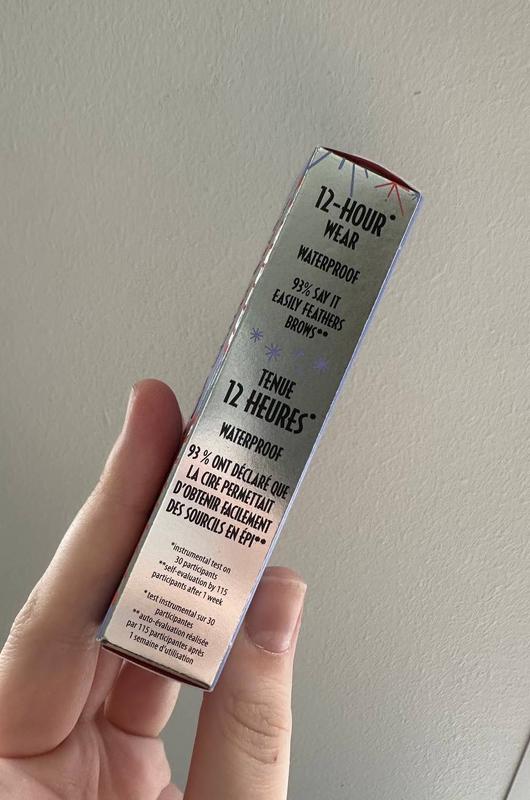 12-HOUR*
WEAR
WATERPROOF
93% SAY IT
EASILY FEATHERS
BROWS**
TENUE
12 HEURES*
WATERPROOF
93 % ONT DÉCLARÉ QUE
LA CIRE PERMETTAIT
D'OBTENIR FACILEMENT
DES SOURCILS EN ÉPI**
*instrumental test on
30 participants
**self-evaluation by 115
participants after 1 week
*test instrumental sur 30
participantes
** auto-évaluation réalisée
par 115 participantes après
1 semaine d'utilisation